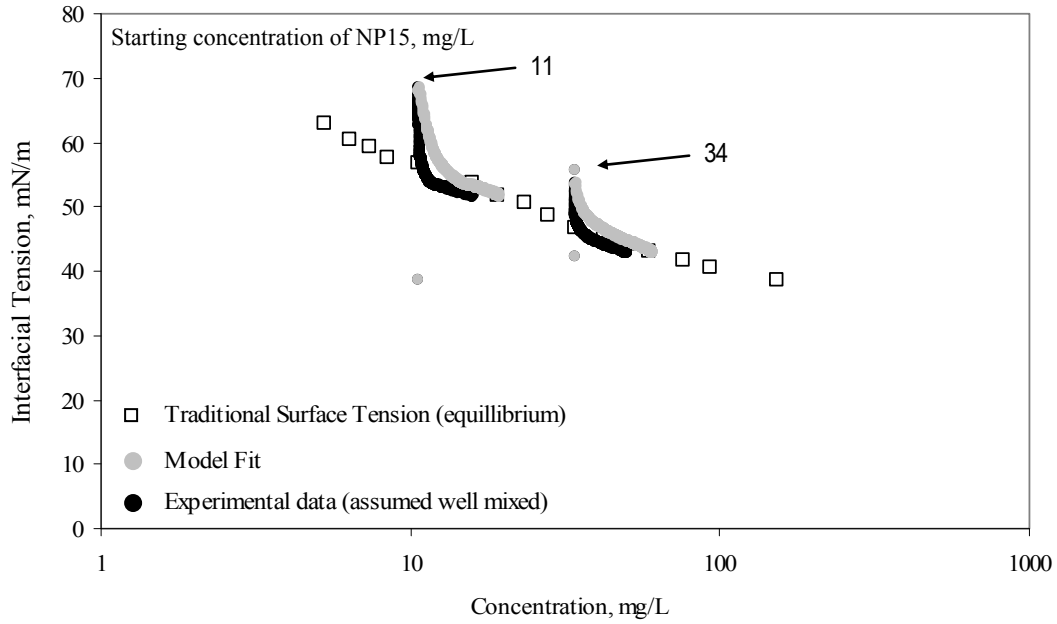 80
70
60
50
40
30
20
10
0
Interfacial Tension, mN/m
Starting concentration of NP15, mg/L
11
34
Traditional Surface Tension (equillibrium)
Model Fit
Experimental data (assumed well mixed)
1
10
100
1000
Concentration, mg/L